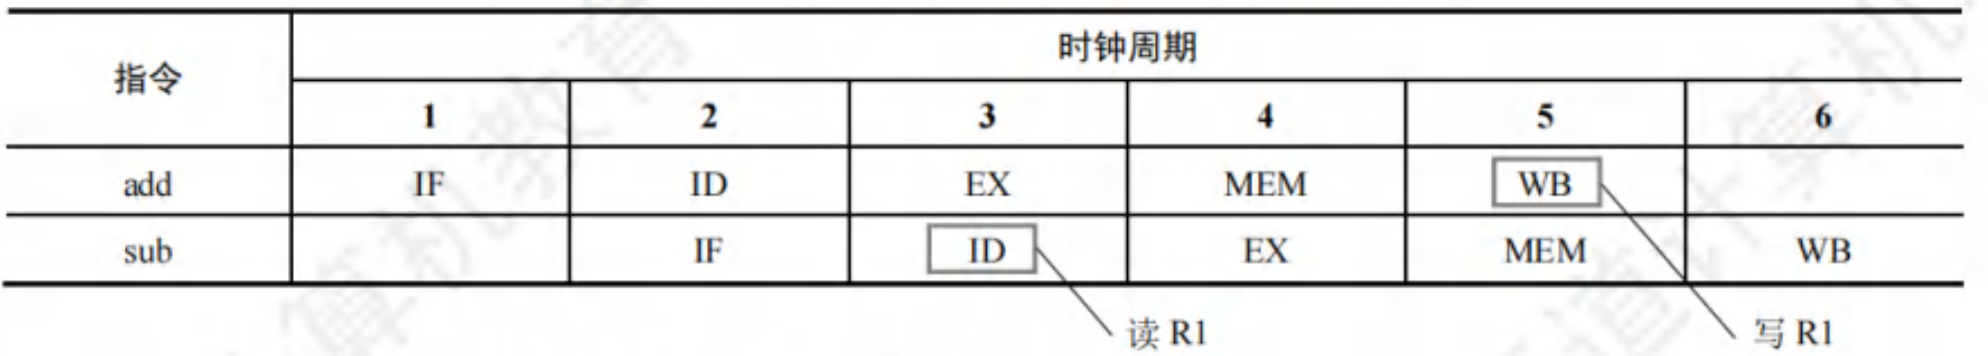 指令 时钟周期
1 2 3 4 5 6
add IF ID EX MEM WB
sub IF ID EX MEM WB
读 R1 写 R1